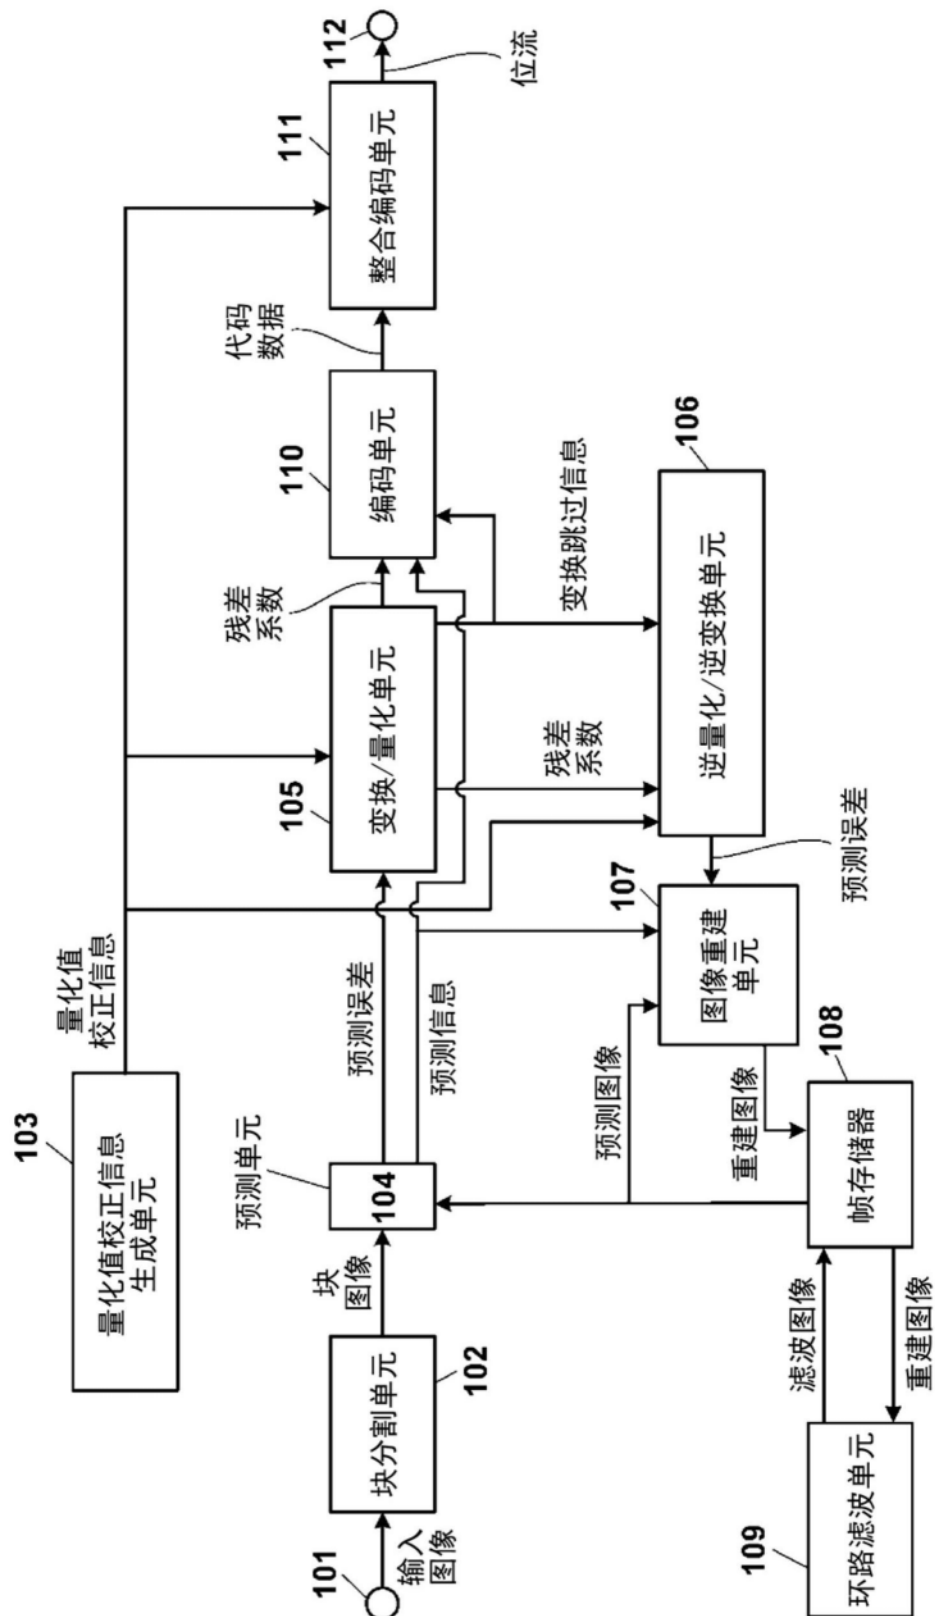 103
量化值校正信息
生成单元
量化值
校正信息
101
输入
图像
块分割单元
102
块
图像
预测单元
104
预测误差
预测信息
105
变换/量化单元
残差
系数
110
编码单元
代码
数据
111
整合编码单元
112
位流
残差
系数
变换跳过信息
106
逆量化/逆变换单元
预测误差
107
图像重建
单元
预测图像
重建图像
108
帧存储器
滤波图像
重建图像
109
环路滤波单元